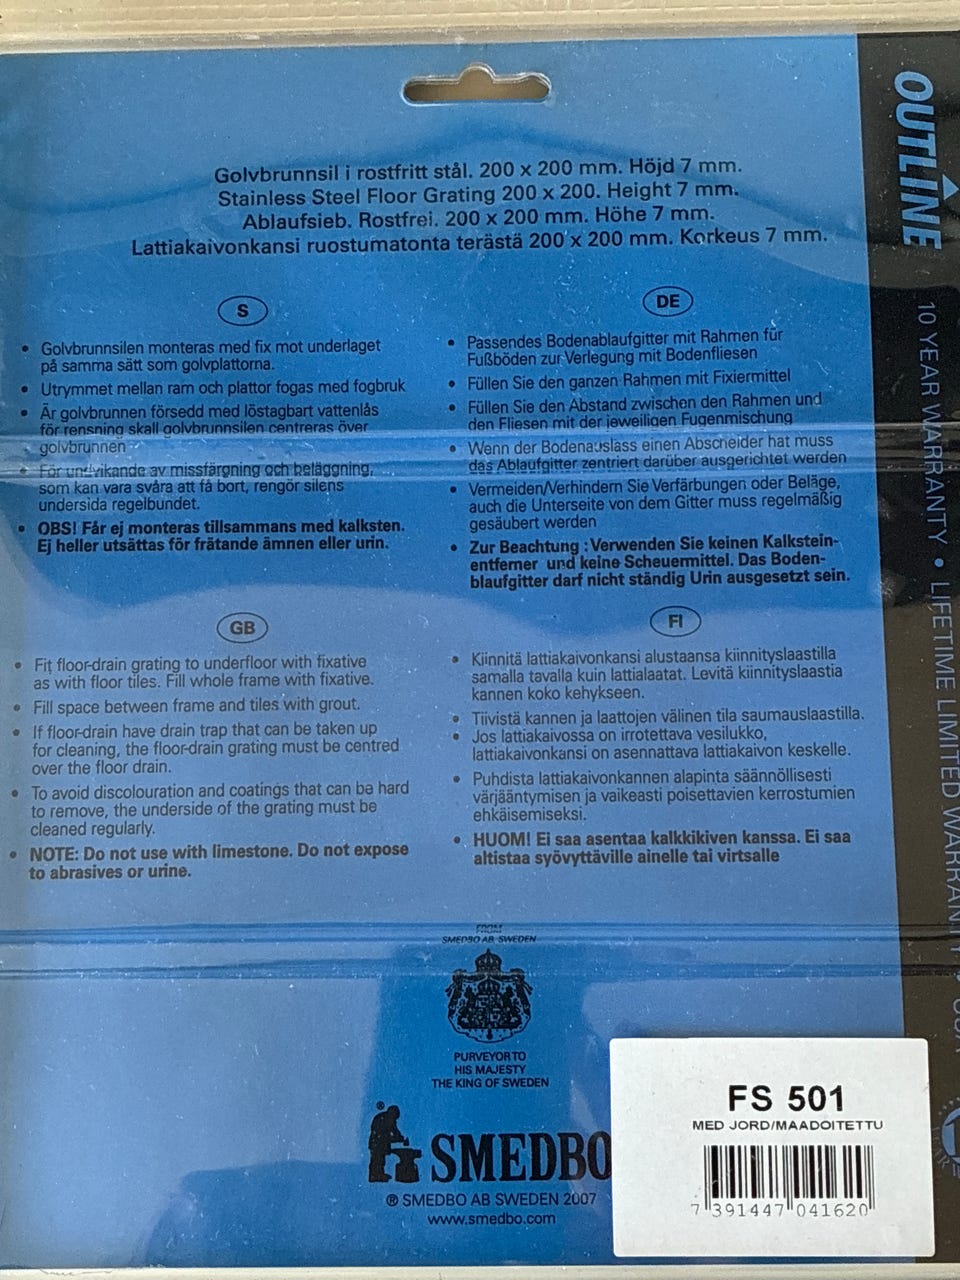 Golvbrunnsil i rostfritt stål. 200 x 200 mm. Höjd 7 mm.
Stainless Steel Floor Grating 200 x 200. Height 7 mm.
Ablaufsieb. Rostfrei. 200 x 200 mm. Höhe 7 mm.
Lattiakaivonkansi ruostumatonta terästä 200 x 200 mm. Korkeus 7 mm.
S
• Golvbrunnsilen monteras med fix mot underlaget
på samma sätt som golvplattorna.
• Utrymmet mellan ram och plattor fogas med fogbruk
• Är golvbrunnen försedd med löstagbart vattenlås
för rensning skall golvbrunnsilen centreras över
golvbrunnen
• För undvikande av missfärgning och beläggning,
som kan vara svåra att få bort, rengör silens
undersida regelbundet.
• OBS! Får ej monteras tillsammans med kalksten.
Ej heller utsättas för frätande ämnen eller urin.
DE
• Passendes Bodenablaufgitter mit Rahmen für
Fußböden zur Verlegung mit Bodenfliesen
• Füllen Sie den ganzen Rahmen mit Fixiermittel
• Füllen Sie den Abstand zwischen den Rahmen und
den Fliesen mit der jeweiligen Fugenmischung
• Wenn der Bodenauslass einen Abscheider hat muss
das Ablaufgitter zentriert darüber ausgerichtet werden
• Vermeiden/Verhindern Sie Verfärbungen oder Beläge,
auch die Unterseite von dem Gitter muss regelmäßig
gesäubert werden
• Zur Beachtung : Verwenden Sie keinen Kalkstein-
entferner und keine Scheuermittel. Das Boden-
blaufgitter darf nicht ständig Urin ausgesetzt sein.
GB
• Fit floor-drain grating to underfloor with fixative
as with floor tiles. Fill whole frame with fixative.
• Fill space between frame and tiles with grout.
• If floor-drain have drain trap that can be taken up
for cleaning, the floor-drain grating must be centred
over the floor drain.
• To avoid discolouration and coatings that can be hard
to remove, the underside of the grating must be
cleaned regularly.
• NOTE: Do not use with limestone. Do not expose
to abrasives or urine.
FI
• Kiinnitä lattiakaivonkansi alustaansa kiinnityslaastilla
samalla tavalla kuin lattialaatat. Levitä kiinnityslaastia
kannen koko kehykseen.
• Tiivistä kannen ja laattojen välinen tila saumauslaastilla.
• Jos lattiakaivossa on irrotettava vesilukko,
lattiakaivonkansi on asennattava lattiakaivon keskelle.
• Puhdista lattiakaivonkannen alapinta säännöllisesti
värjääntymisen ja vaikeasti poisettavien kerrostumien
ehkäisemiseksi.
• HUOM! Ei saa asentaa kalkkikiven kanssa. Ei saa
altistaa syövyttäville ainelle tai virtsalle
FROM
SMEDBO AB, SWEDEN
PURVEYOR TO
HIS MAJESTY
THE KING OF SWEDEN
® SMEDBO
® SMEDBO AB SWEDEN 2007
www.smedbo.com
FS 501
MED JORD/MAADOITETTU
7 391447 041620
OUTLINE
10 YEAR WARRANTY • LIFETIME LIMITED WARRANTY